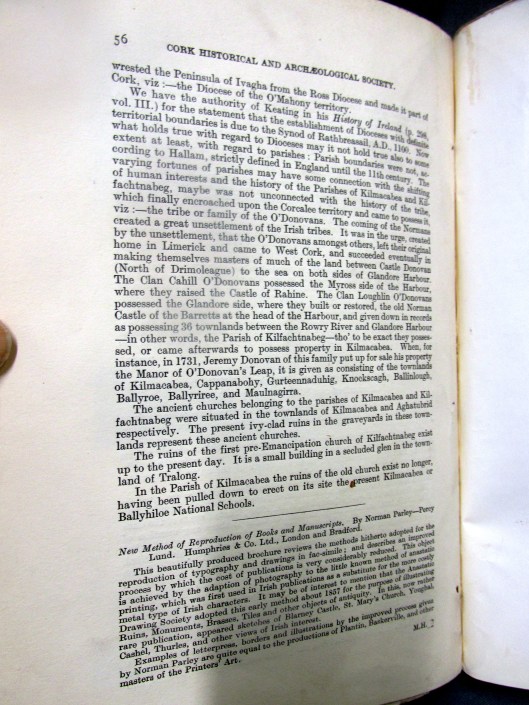 56
CORK HISTORICAL AND ARCHÆOLOGICAL SOCIETY.
wrested the Peninsula of Ivagha from the Ross Diocese and made it part of
Cork, viz :—the Diocese of the O'Mahony territory.
We have the authority of Keating in his History of Ireland (p. 298,
vol. III.) for the statement that the establishment of Dioceses with definite
territorial boundaries is due to the Synod of Rathbreasail, A.D., 1100. Now
what holds true with regard to Dioceses may it not hold true also to some
extent at least, with regard to parishes : Parish boundaries were not, ac-
cording to Hallam, strictly defined in England until the 11th century. The
varying fortunes of parishes may have some connection with the shifting
of human interests and the history of the Parishes of Kilmacabea and Kil-
fachtnabeg, maybe was not unconnected with the history of the tribe,
which finally encroached upon the Corcalee territory and came to possess it,
viz :—the tribe or family of the O'Donovans. The coming of the Normans
created a great unsettlement of the Irish tribes. It was in the urge, created
by the unsettlement, that the O'Donovans amongst others, left their original
home in Limerick and came to West Cork, and succeeded eventually in
making themselves masters of much of the land between Castle Donovan
(North of Drimoleague) to the sea on both sides of Glandore Harbour.
The Clan Cahill O'Donovans possessed the Myross side of the Harbour,
where they raised the Castle of Rahine. The Clan Loughlin O'Donovans
possessed the Glandore side, where they built or restored, the old Norman
Castle of the Barretts at the head of the Harbour, and given down in records
as possessing 36 townlands between the Rowry River and Glandore Harbour
—in other words, the Parish of Kilfachtnabeg—tho' to be exact they posses-
sed, or came afterwards to possess property in Kilmacabea. When, for
instance, in 1731, Jeremy Donovan of this family put up for sale his property
the Manor of O'Donovan's Leap, it is given as consisting of the townlands
of Kilmacabea, Cappanabohy, Gurteennaduhig, Knockscagh, Ballinlough,
Ballyroe, Ballyriree, and Maulnagirra.
The ancient churches belonging to the parishes of Kilmacabea and Kil-
fachtnabeg were situated in the townlands of Kilmacabea and Aghatubrid
respectively. The present ivy-clad ruins in the graveyards in these town-
lands represent these ancient churches.
The ruins of the first pre-Emancipation church of Kilfachtnabeg exist
up to the present day. It is a small building in a secluded glen in the town-
land of Tralong.
In the Parish of Kilmacabea the ruins of the old church exist no longer,
having been pulled down to erect on its site the present Kilmacabea or
Ballyhiloe National Schools.
New Method of Reproduction of Books and Manuscripts. By Norman Parley—Percy
Lund. Humphries & Co. Ltd., London and Bradford.
This beautifully produced brochure reviews the methods hitherto adopted for the
reproduction of typography and drawings in fac-simile ; and describes an improved
process by which the cost of publications is very considerably reduced. This object
is achieved by the adaption of photography to the little known method of anastatic
printing, which was first used in Irish publications as a substitute for the more costly
metal type of Irish characters. It may be of interest to mention that the Anastatic
Drawing Society adopted this early method about 1857 for the purpose of illustrating
Ruins, Monuments, Brasses, Tiles and other objects of antiquity. In this, now rather
rare publication, appeared sketches of Blarney Castle, St. Mary's Church, Youghal,
Cashel, Thurles, and other views of Irish interest.
Examples of letterpress, borders and illustrations by the improved process given
by Norman Parley are quite equal to the productions of Plantin, Baskerville, and other
masters of the Printers' Art.
M.H.